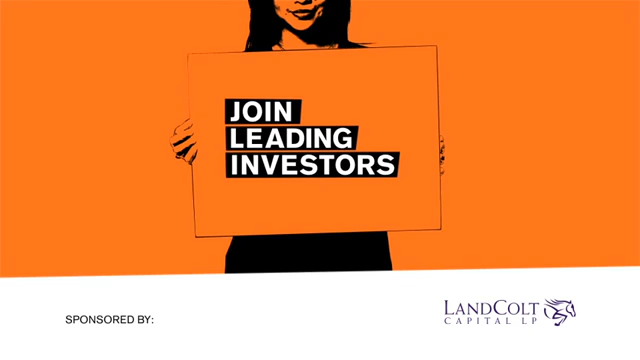 JOIN
LEADING
INVESTORS
SPONSORED BY:
LANDCOLT
CAPITAL LP